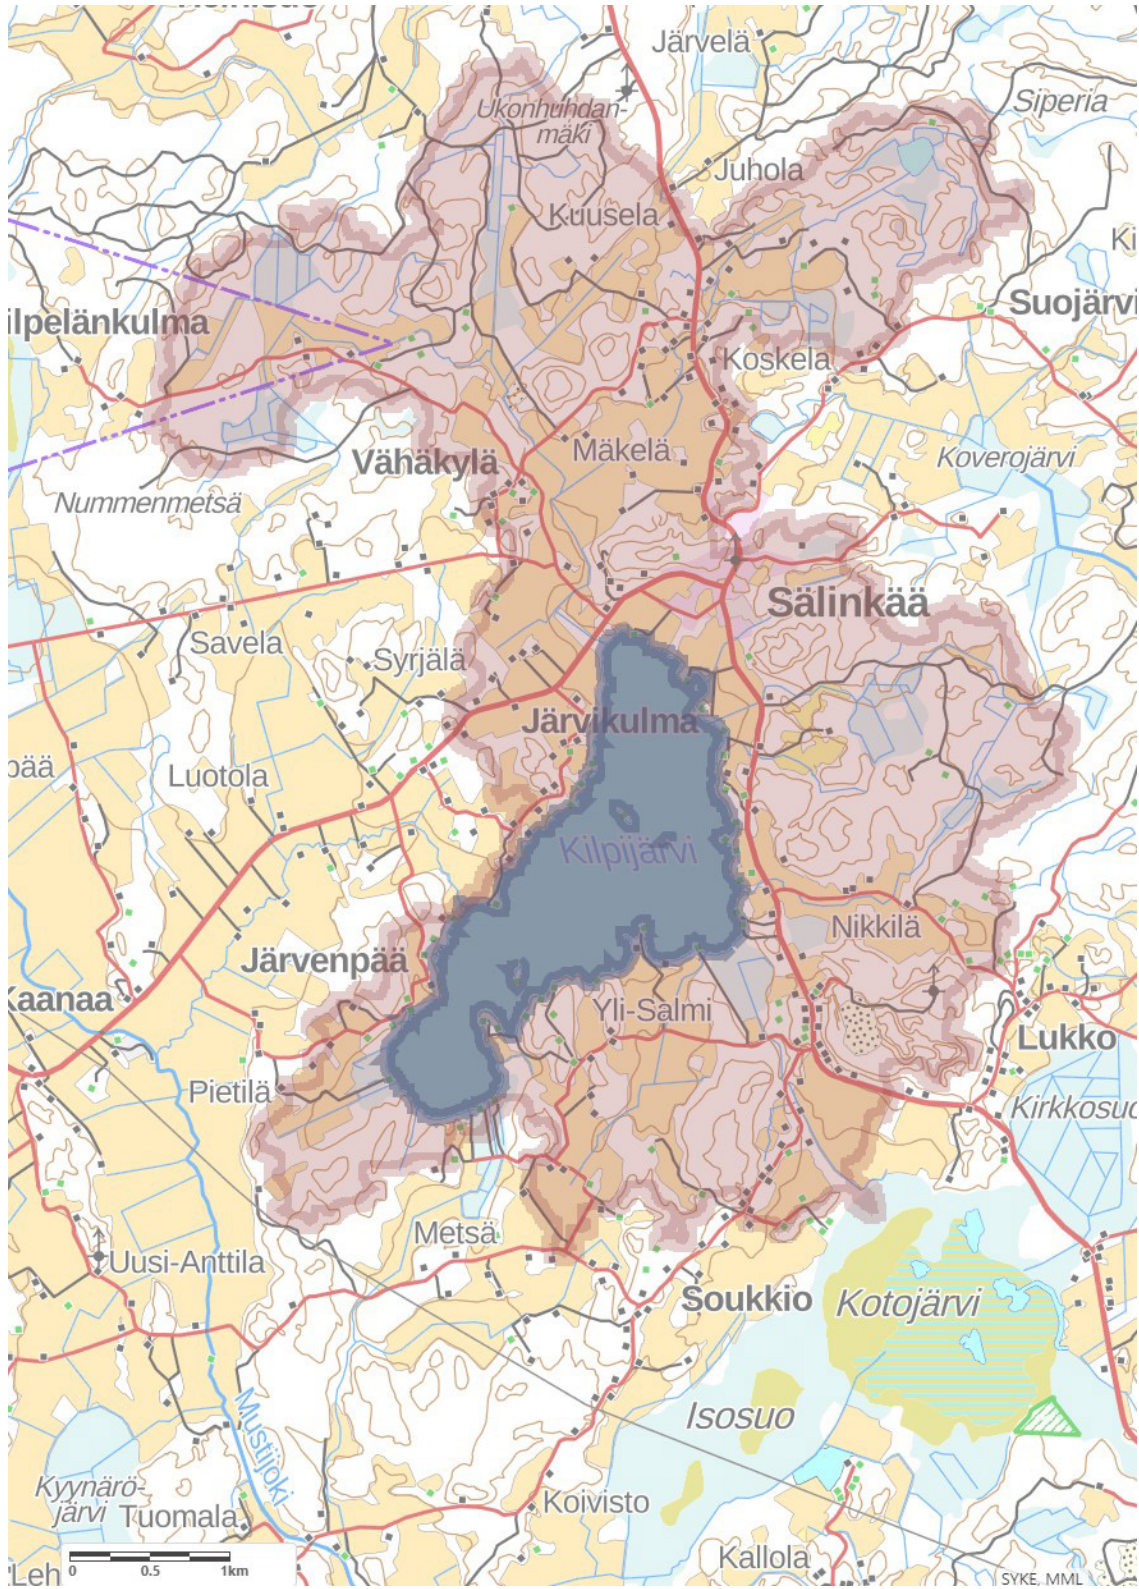 Järvelä
Siperia
Ukonhuhdan-
mäki
Juhola
Kuusela
ilpelänkulma
Suojärvi
Koskela
Mäkelä
Vähäkylä
Koverojärvi
Nummenmetsä
Sälinkää
Savela
Syrjälä
Järvikulma
pää
Luotola
Kilpijärvi
Nikkilä
Järvenpää
Kaanaa
Yli-Salmi
Lukko
Pietilä
Kirkkosuo
Metsä
Uusi-Anttila
Soukkio
Kotojärvi
Mustijoki
Isosuo
Kyynärö-
järvi
Tuomala
Koivisto
Kallola
Leh
0 0.5 1km
SYKE, MML